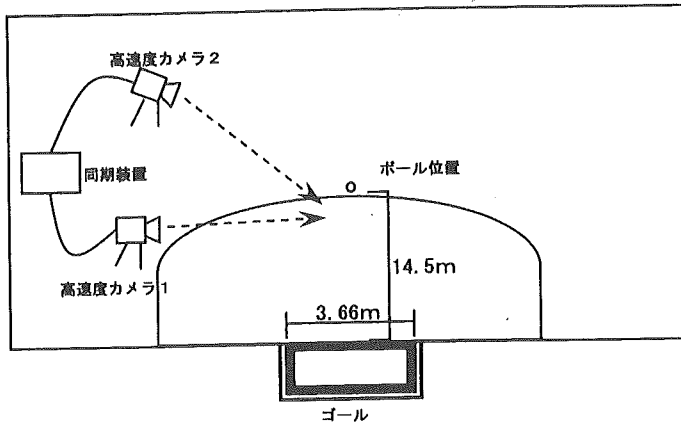 高速度カメラ2
同期装置
ボール位置
高速度カメラ1
14.5m
3.66m
ゴール